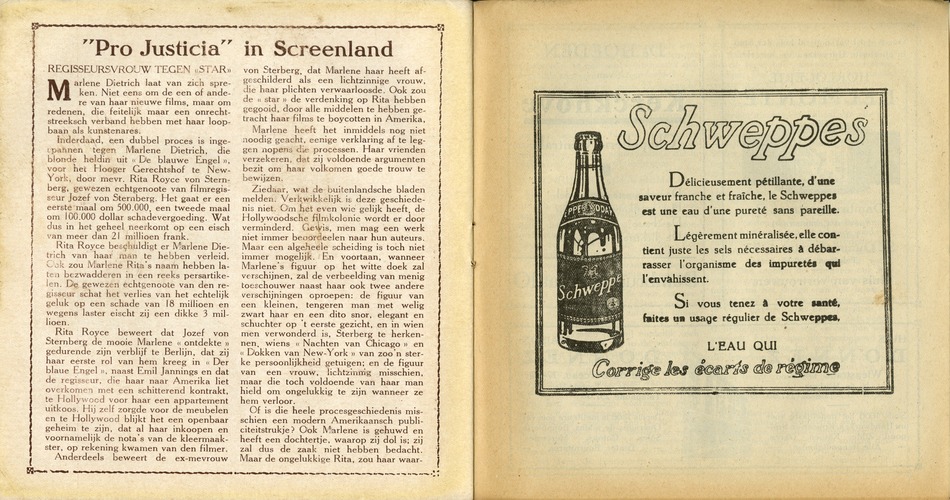 "Pro Justicia" in Screenland
REGISSEURSVROUW TEGEN «STAR»
Marlene Dietrich laat van zich spre-
ken. Niet eens om de een of ande-
re van haar nieuwe films, maar om
redenen, die feitelijk maar een onrecht-
streeksch verband hebben met haar loop-
baan als kunstenares.
Inderdaad, een dubbel proces is inge-
spannen tegen Marlene Dietrich, die
blonde heldin uit « De blauwe Engel »,
voor het Hooger Gerechtshof te New-
York, door mevr. Rita Royce von Stern-
berg, gewezen echtgenoote van filmregis-
seur Jozef von Sternberg. Het gaat er een
eerste maal om 500.000, een tweede maal
om 100.000 dollar schadevergoeding. Wat
dus in het geheel neerkomt op een eisch
van meer dan 21 millioen frank.
Rita Royce beschuldigt er Marlene Die-
trich van haar man te hebben verleid.
Ook zou Marlene Rita's naam hebben la-
ten bezwadderen in een reeks persartike-
len. De gewezen echtgenoote van den re-
gisseur schat het verlies van het echtelijk
geluk op een schade van 18 millioen en
wegens laster eischt zij een dikke 3 mil-
lioen.
Rita Royce beweert dat Jozef von
Sternberg de mooie Marlene « ontdekte »
gedurende zijn verblijf te Berlijn, dat zij
haar eerste rol van hem kreeg in « Der
blaue Engel », naast Emil Jannings en dat
de regisseur, die haar naar Amerika liet
overkomen met een schitterend kontrakt,
te Hollywood voor haar een appartement
uitkoos. Hij zelf zorgde voor de meubelen
en te Hollywood blijkt het een openbaar
geheim te zijn, dat al haar inkoopen en
voornamelijk de nota's van de kleermaak-
ster, op rekening kwamen van den filmer.
Anderdeels beweert de ex-mevrouw
von Sterberg, dat Marlene haar heeft af-
geschilderd als een lichtzinnige vrouw,
die haar plichten verwaarloosde. Ook zou
de « star » de verdenking op Rita hebben
gegooid, door alle middelen te hebben ge-
tracht haar films te boycotten in Amerika.
Marlene heeft het inmiddels nog niet
noodig geacht, eenige verklaring af te leg-
gen nopens die processen. Haar vrienden
verzekeren, dat zij voldoende argumenten
bezit om haar volkomen goede trouw te
bewijzen.
Ziedaar, wat de buitenlandsche bladen
melden. Verkwikkelijk is deze geschiede-
nis niet. Om het even wie gelijk heeft, de
Hollywoodsche filmkolonie wordt er door
verminderd. Gewis, men mag een werk
niet immer beoordeelen naar hun auteurs.
Maar een algeheele scheiding is toch niet
immer mogelijk. En voortaan, wanneer
Marlene's figuur op het witte doek zal
verschijnen, zal de verbeelding van menig
toeschouwer naast haar ook twee andere
verschijningen oproepen: de figuur van
een kleinen, tengeren man met welig
zwart haar en een dito snor, elegant en
schuchter op 't eerste gezicht, en in wien
men verwonderd is, Sterberg te herken-
nen, wiens « Nachten van Chicago » en
« Dokken van New-York » van zoo'n ster-
ke persoonlijkheid getuigen; en de figuur
van een vrouw, lichtzinnig misschien,
maar die toch voldoende van haar man
hield om ongelukkig te zijn wanneer ze
hem verloor.
Of is die heele procesgeschiedenis mis-
schien een modern Amerikaansch publi-
citeitstrukje? Ook Marlene is gehuwd en
heeft een dochtertje, waarop zij dol is; zij
zal dus de zaak niet hebben bedacht.
Maar de ongelukkige Rita, zou haar waar-
Schweppes
Délicieusement pétillante, d'une
saveur franche et fraîche, le Schweppes
est une eau d'une pureté sans pareille.
Légèrement minéralisée, elle con-
tient juste les sels nécessaires à débar-
rasser l'organisme des impuretés qui
l'envahissent.
Si vous tenez à votre santé,
faites un usage régulier de Schweppes,
L'EAU QUI
Corrige les écarts de régime
Schweppe